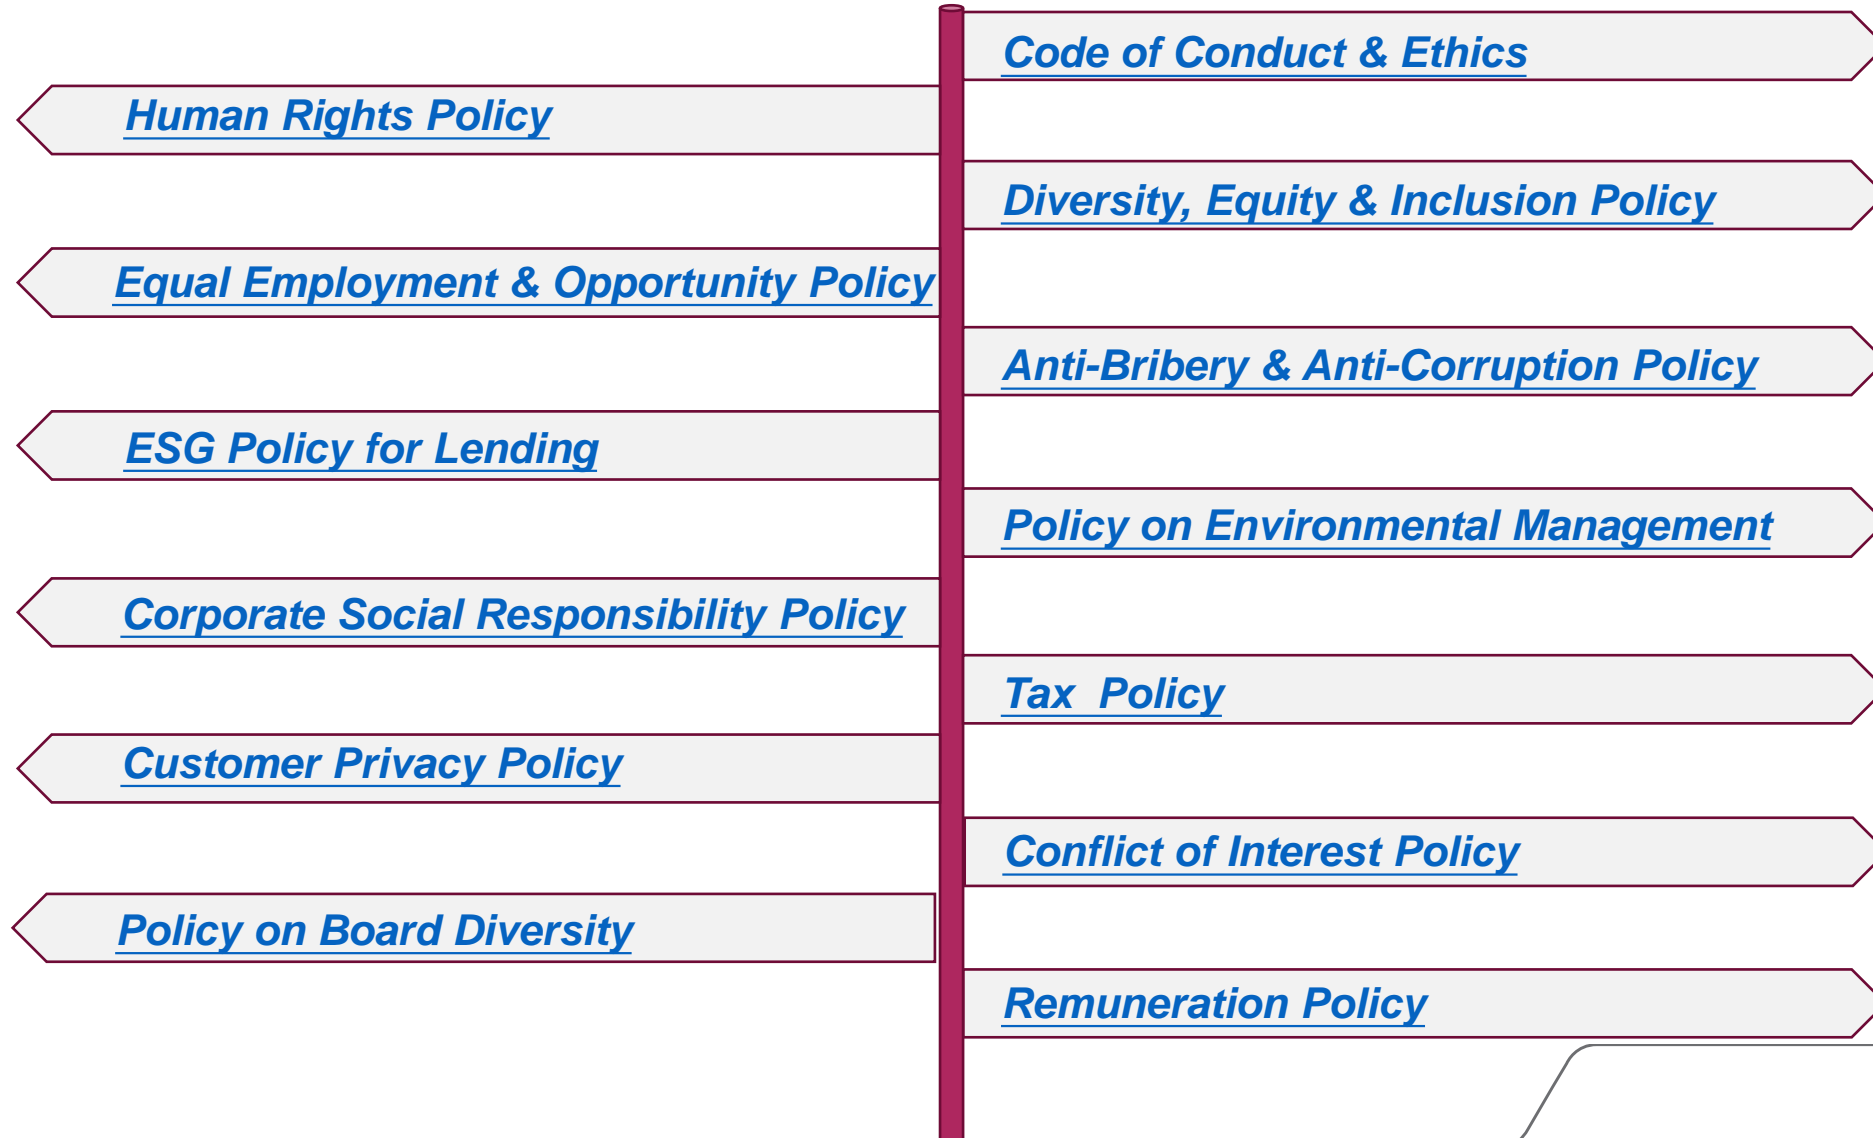 Code of Conduct & Ethics
Human Rights Policy
Diversity, Equity & Inclusion Policy
Equal Employment & Opportunity Policy
Anti-Bribery & Anti-Corruption Policy
ESG Policy for Lending
Policy on Environmental Management
Corporate Social Responsibility Policy
Tax  Policy
Customer Privacy Policy
Conflict of Interest Policy
Policy on Board Diversity
Remuneration Policy